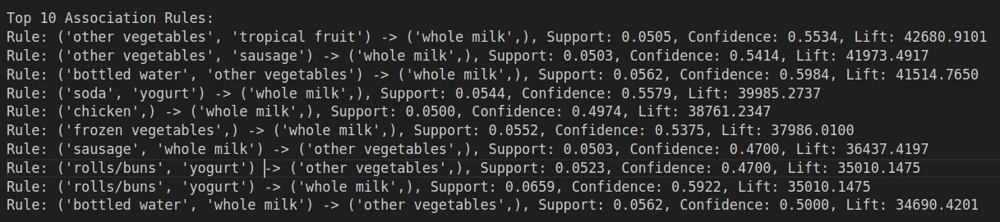 Top 10 Association Rules:
Rule: ('other vegetables', 'tropical fruit') -> ('whole milk',), Support: 0.0505, Confidence: 0.5534, Lift: 42680.9101
Rule: ('other vegetables', 'sausage') -> ('whole milk',), Support: 0.0503, Confidence: 0.5414, Lift: 41973.4917
Rule: ('bottled water', 'other vegetables') -> ('whole milk',), Support: 0.0562, Confidence: 0.5984, Lift: 41514.7650
Rule: ('soda', 'yogurt') -> ('whole milk',), Support: 0.0544, Confidence: 0.5579, Lift: 39985.2737
Rule: ('chicken',) -> ('whole milk',), Support: 0.0500, Confidence: 0.4974, Lift: 38761.2347
Rule: ('frozen vegetables',) -> ('whole milk',), Support: 0.0552, Confidence: 0.5375, Lift: 37986.0100
Rule: ('sausage', 'whole milk') -> ('other vegetables',), Support: 0.0503, Confidence: 0.4700, Lift: 36437.4197
Rule: ('rolls/buns', 'yogurt') -> ('other vegetables',), Support: 0.0523, Confidence: 0.4700, Lift: 35010.1475
Rule: ('rolls/buns', 'yogurt') -> ('whole milk',), Support: 0.0659, Confidence: 0.5922, Lift: 35010.1475
Rule: ('bottled water', 'whole milk') -> ('other vegetables',), Support: 0.0562, Confidence: 0.5000, Lift: 34690.4201